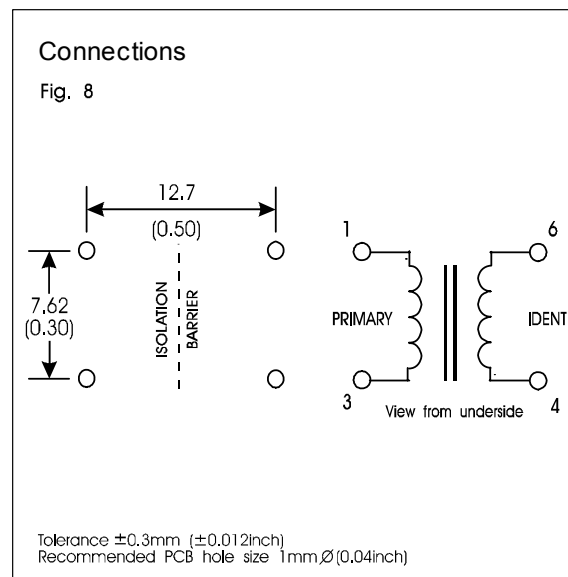 Connections
Fig. 8
12.7
(0.50)
7.62
(0.30)
ISOLATION
BARRIER
1
6
PRIMARY
IDENT
3
4
View from underside
Tolerance ±0.3mm (±0.012inch)
Recommended PCB hole size 1mmØ(0.04inch)